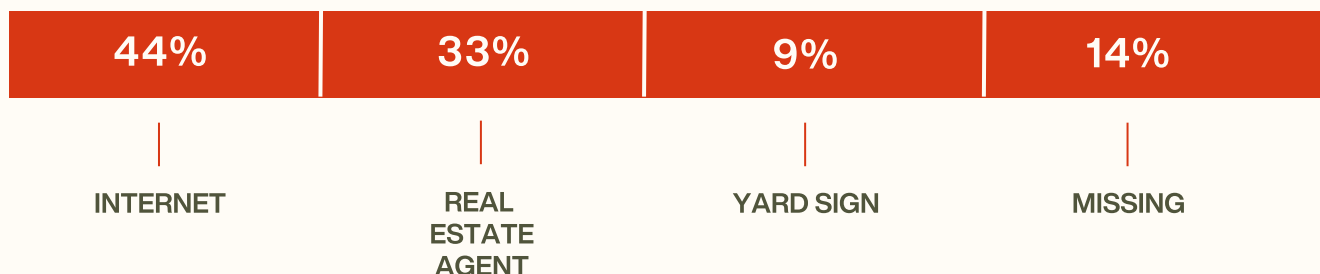 44% 33% 9% 14%
INTERNET REAL YARD SIGN MISSING
ESTATE
AGENT